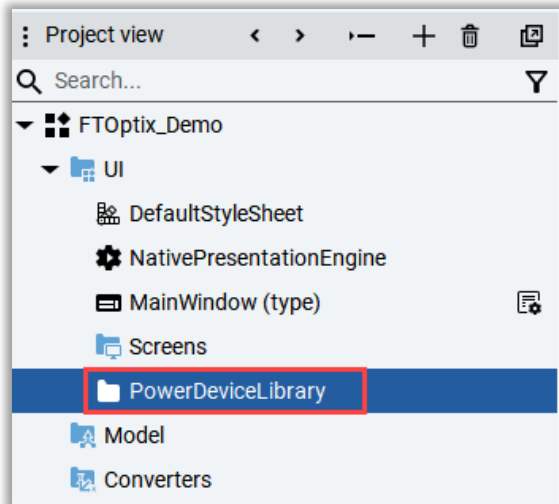 Project view
Search...
FTOptix_Demo
UI
DefaultStyleSheet
NativePresentationEngine
MainWindow (type)
Screens
PowerDeviceLibrary
Model
Converters